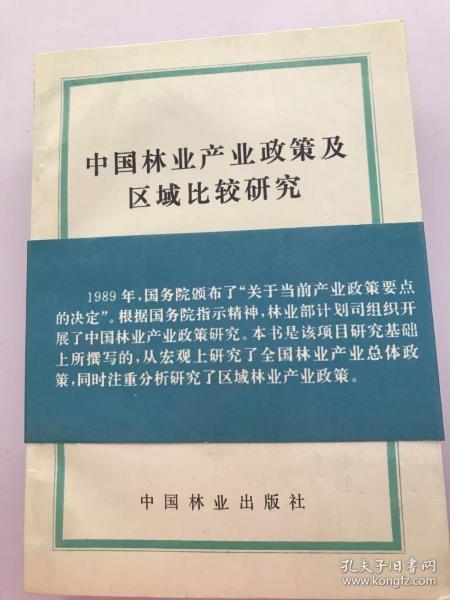 中国林业产业政策及
区域比较研究
1989年，国务院颁布了“关于当前产业政策要点
的决定”。根据国务院指示精神，林业部计划司组织开
展了中国林业产业政策研究。本书是该项目研究基础
上所撰写的，从宏观上研究了全国林业产业总体政
策，同时注重分析研究了区域林业产业政策。
中国林业出版社
孔夫子旧书网
www.kongfz.com